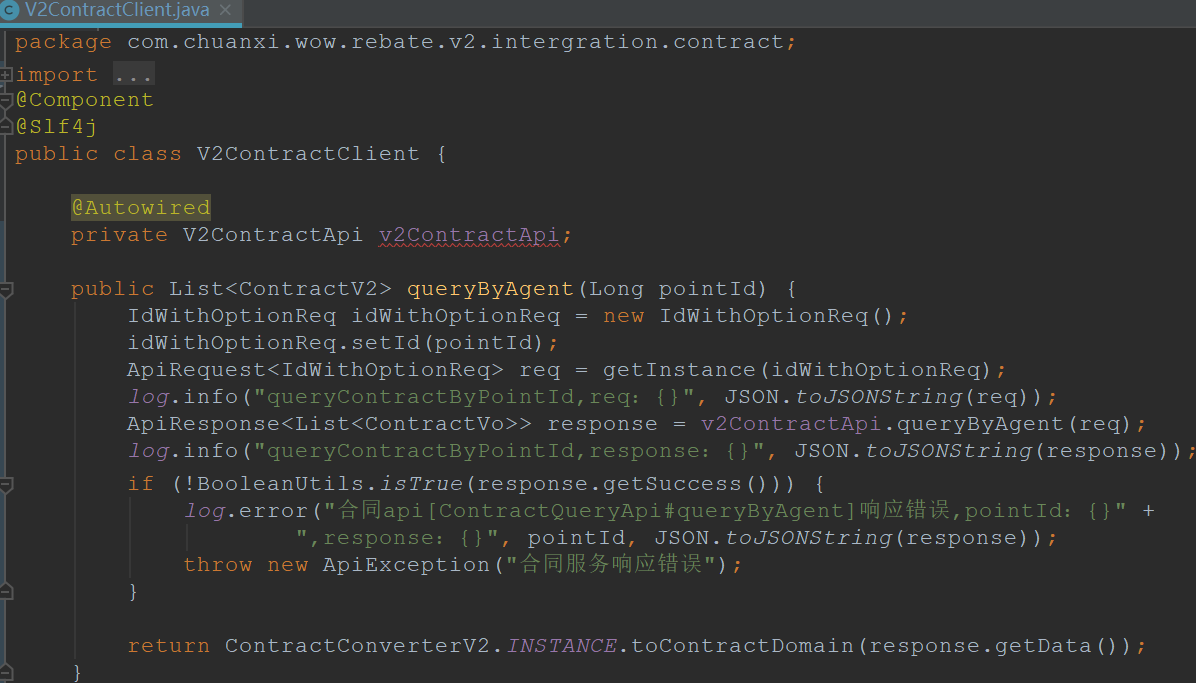 V2ContractClient.java
package com.chuanxi.wow.rebate.v2.intergration.contract;
import ...
@Component
@Slf4j
public class V2ContractClient {
@Autowired
private V2ContractApi v2ContractApi;
public List<ContractV2> queryByAgent(Long pointId) {
IdWithOptionReq idWithOptionReq = new IdWithOptionReq();
idWithOptionReq.setId(pointId);
ApiRequest<IdWithOptionReq> req = getInstance(idWithOptionReq);
log.info("queryContractByPointId,req: {}", JSON.toJSONString(req));
ApiResponse<List<ContractVo>> response = v2ContractApi.queryByAgent(req);
log.info("queryContractByPointId,response: {}", JSON.toJSONString(response));
if (!BooleanUtils.isTrue(response.getSuccess())) {
log.error("合同api[ContractQueryApi#queryByAgent]响应错误,pointId: {}" +
",response: {}", pointId, JSON.toJSONString(response));
throw new ApiException("合同服务响应错误");
}
return ContractConverterV2.INSTANCE.toContractDomain(response.getData());
}